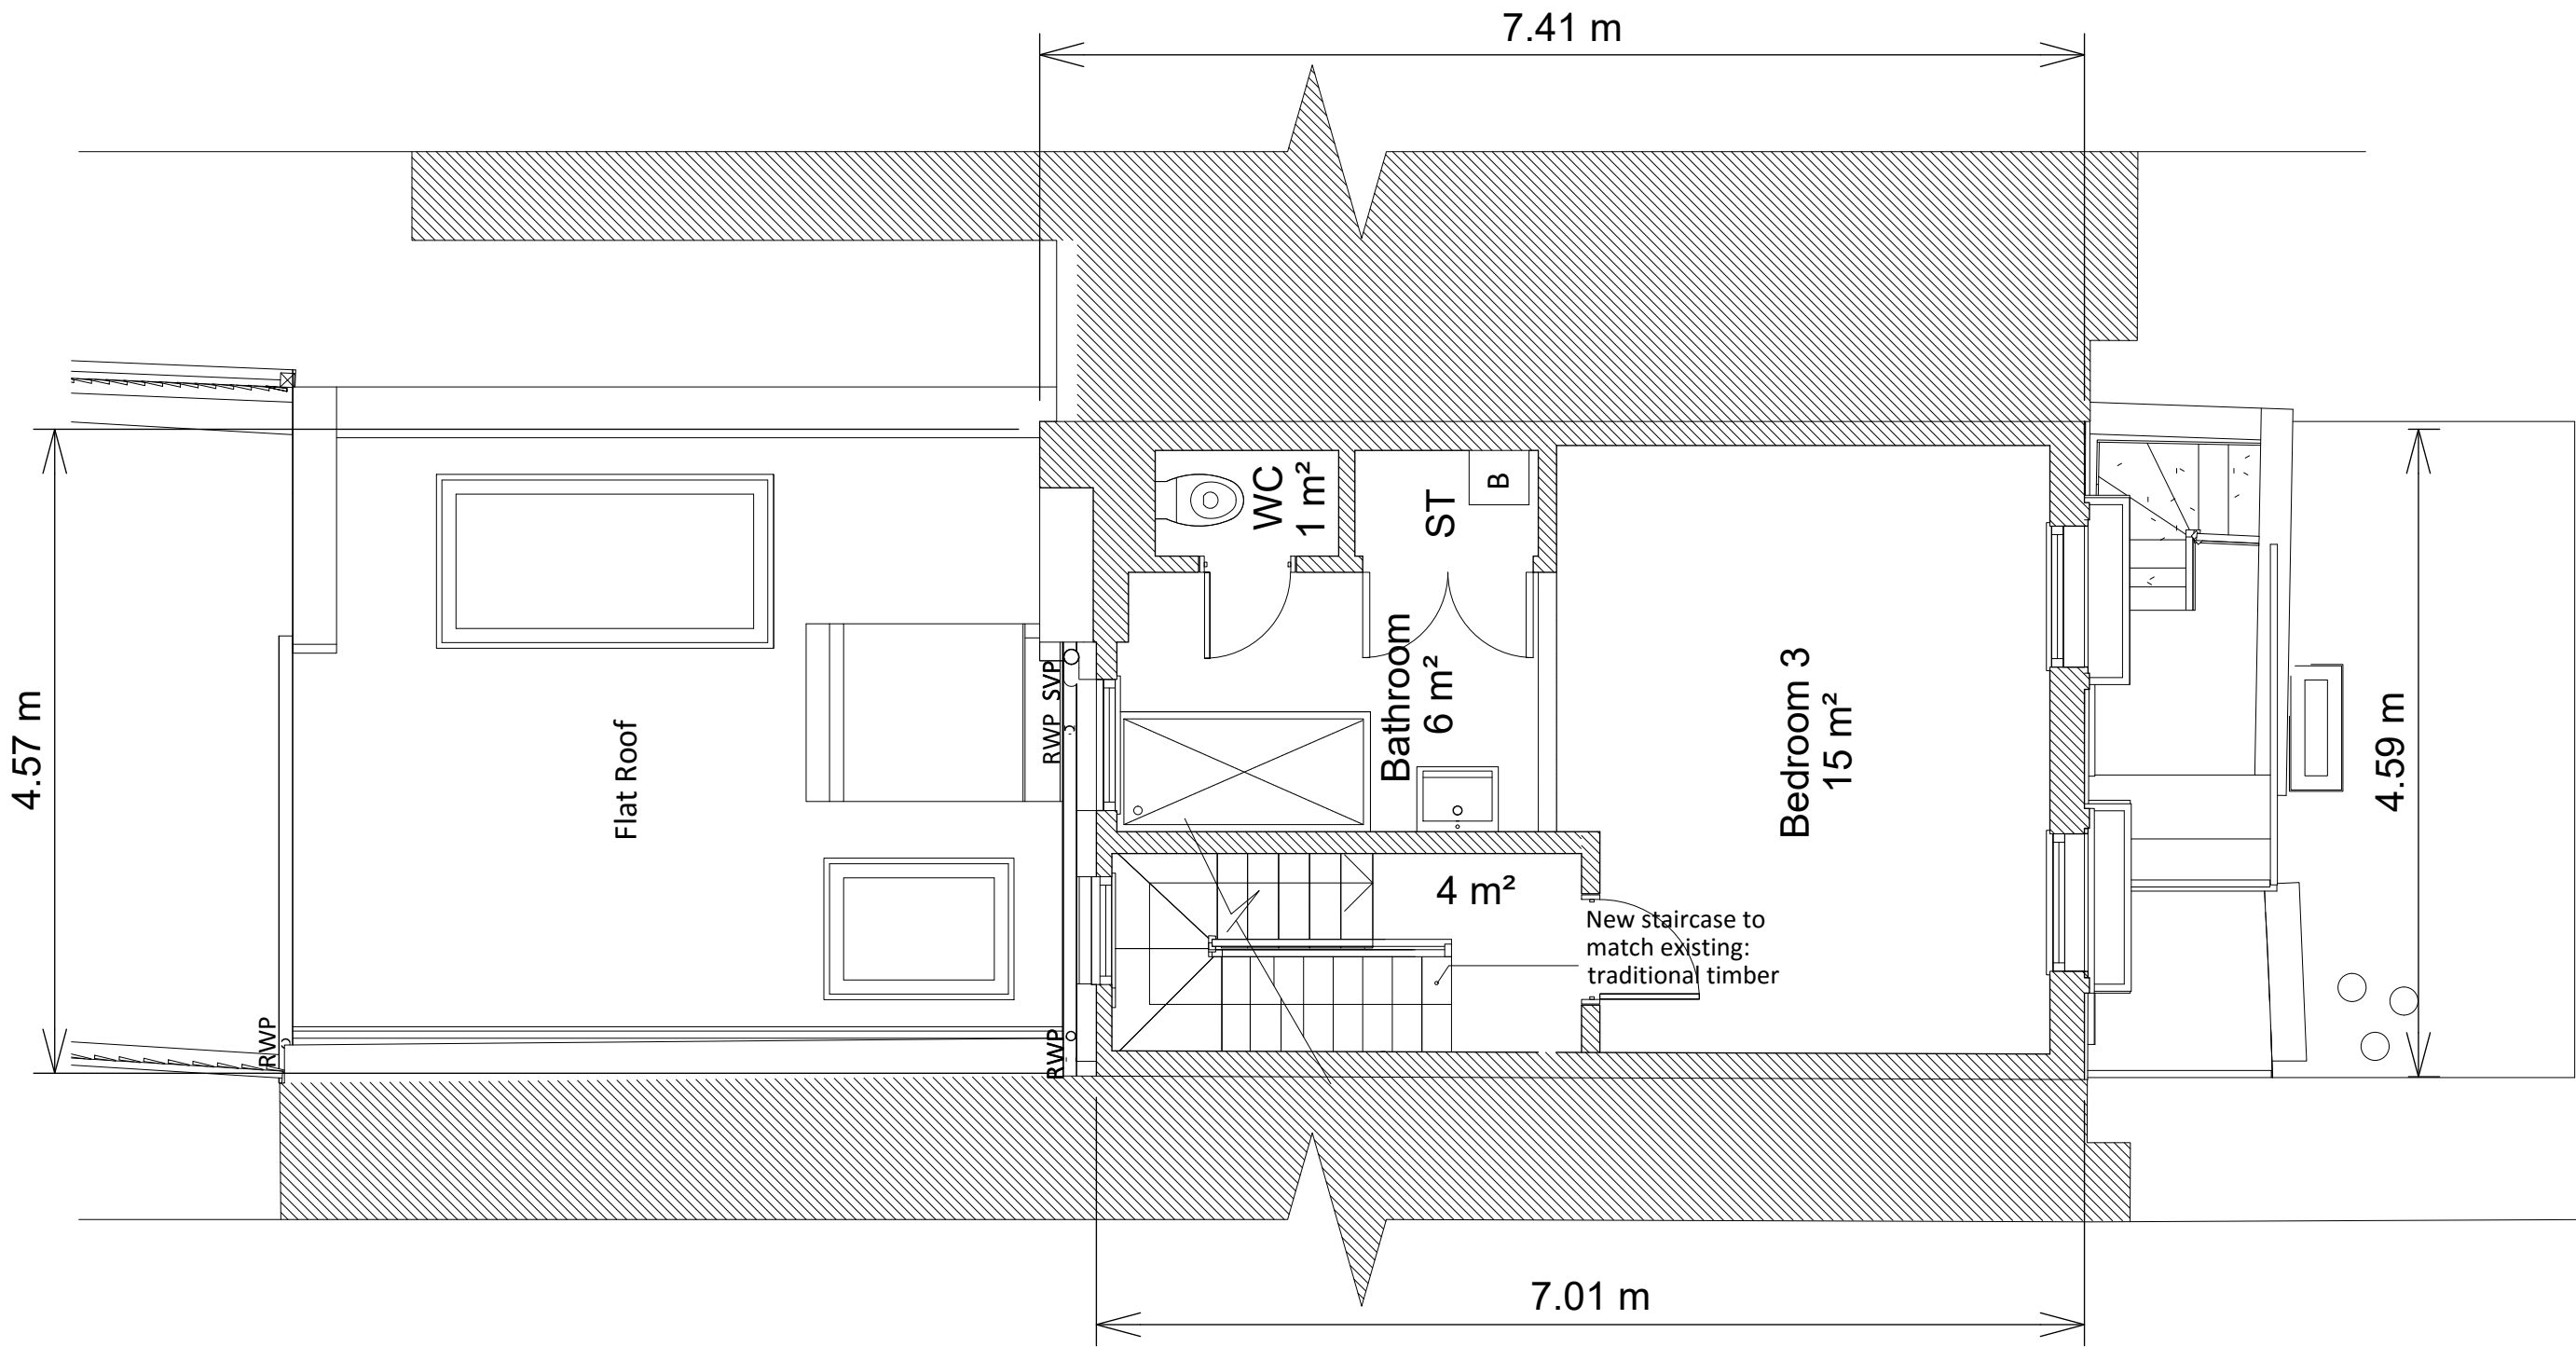 7.41 m
WC
1 m²
ST
B
Bathroom
6 m²
Bedroom 3
15 m²
4.57 m
Flat Roof
RWP SVP
4.59 m
4 m²
New staircase to
match existing:
traditional timber
RWP
RWP
7.01 m